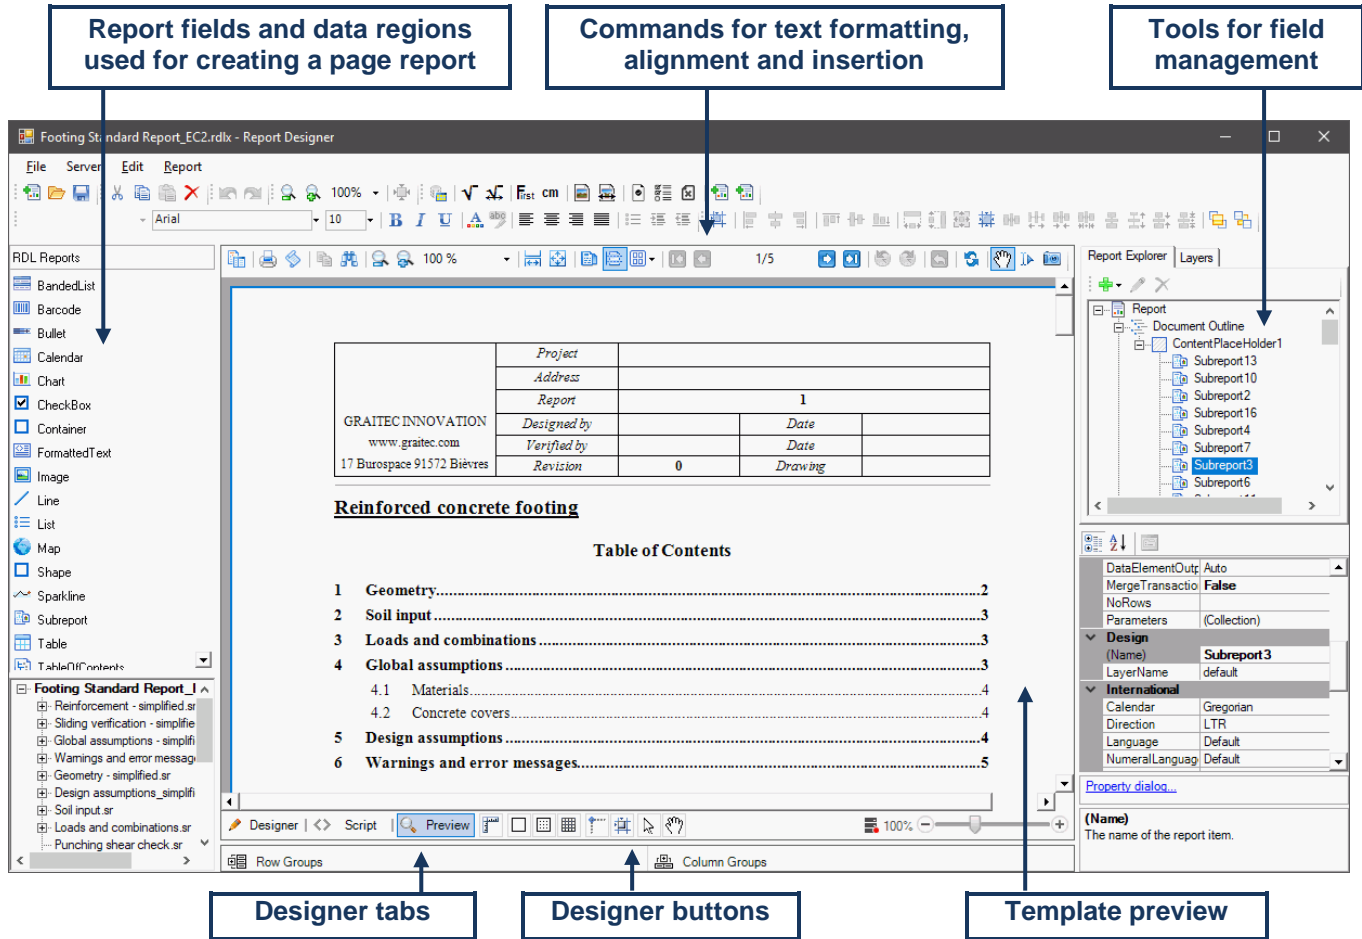 Report fields and data regions
used for creating a page report
Commands for text formatting,
alignment and insertion
Tools for field
management
Footing Standard Report_EC2.rdlx - Report Designer
File Server Edit Report
100% First cm
Arial 10 B I U A
RDL Reports
BandedList
Barcode
Bullet
Calendar
Chart
CheckBox
Container
FormattedText
Image
Line
List
Map
Shape
Sparkline
Subreport
Table
TableOfContents
Footing Standard Report_
Reinforcement - simplified.sr
Sliding verification - simplifie
Global assumptions - simplifi
Warnings and error messag
Geometry - simplified.sr
Design assumptions_simplifi
Soil input.sr
Loads and combinations.sr
Punching shear check.sr
100 % 1/5
GRAITEC INNOVATION
www.graitec.com
17 Burospace 91572 Bièvres
Project
Address
Report 1
Designed by Date
Verified by Date
Revision 0 Drawing
Reinforced concrete footing
Table of Contents
1 Geometry 2
2 Soil input 3
3 Loads and combinations 3
4 Global assumptions 3
4.1 Materials 4
4.2 Concrete covers 4
5 Design assumptions 4
6 Warnings and error messages 5
Designer Script Preview 100%
Row Groups Column Groups
Report Explorer Layers
Report
Document Outline
ContentPlaceHolder1
Subreport13
Subreport10
Subreport2
Subreport16
Subreport4
Subreport7
Subreport3
Subreport6
DataElementOutp Auto
MergeTransactio False
NoRows
Parameters (Collection)
Design
(Name) Subreport3
LayerName default
International
Calendar Gregorian
Direction LTR
Language Default
NumeralLanguag Default
Property dialog...
(Name)
The name of the report item.
Designer tabs
Designer buttons
Template preview